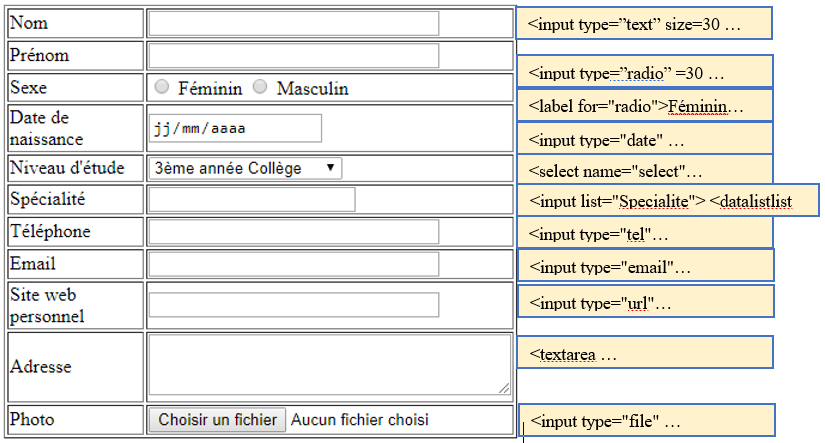 Nom
<input type=”text” size=30 …
Prénom
<input type=”radio” =30 …
Sexe
Féminin
Masculin
<label for="radio">Féminin…
Date de
naissance
jj/mm/aaaa
<input type="date" …
Niveau d'étude
3ème année Collège
<select name="select"…
Spécialité
<input list="Specialite"> <datalistlist
Téléphone
<input type="tel"…
Email
<input type="email"…
Site web
personnel
<input type="url"…
Adresse
<textarea …
Photo
Choisir un fichier
Aucun fichier choisi
<input type="file" …